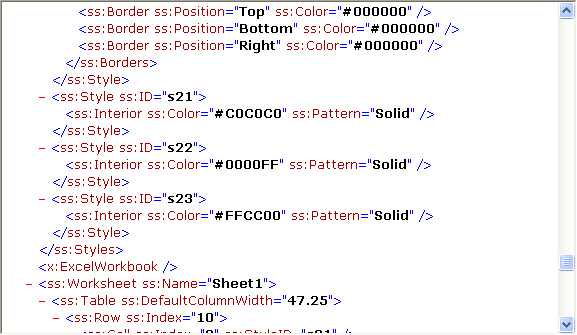 <ss:Border ss:Position="Top" ss:Color="#000000" />
<ss:Border ss:Position="Bottom" ss:Color="#000000" />
<ss:Border ss:Position="Right" ss:Color="#000000" />
</ss:Borders>
</ss:Style>
- <ss:Style ss:ID="s21">
<ss:Interior ss:Color="#C0C0C0" ss:Pattern="Solid" />
</ss:Style>
- <ss:Style ss:ID="s22">
<ss:Interior ss:Color="#0000FF" ss:Pattern="Solid" />
</ss:Style>
- <ss:Style ss:ID="s23">
<ss:Interior ss:Color="#FFCC00" ss:Pattern="Solid" />
</ss:Style>
</ss:Styles>
<x:ExcelWorkbook />
- <ss:Worksheet ss:Name="Sheet1">
- <ss:Table ss:DefaultColumnWidth="47.25">
- <ss:Row ss:Index="10">